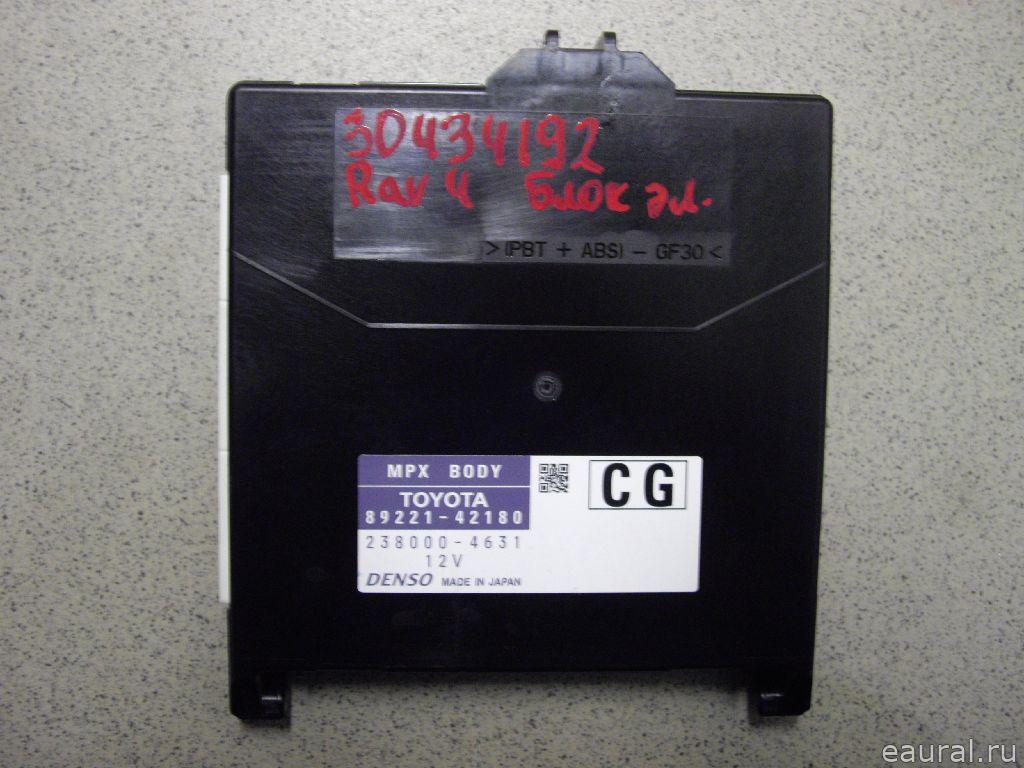 30434192
Rav 4 Блок эл.
>(PBT + ABS) - GF30<
MPX BODY
TOYOTA
89221-42180
238000-4631
12V
DENSO MADE IN JAPAN
CG
eaural.ru